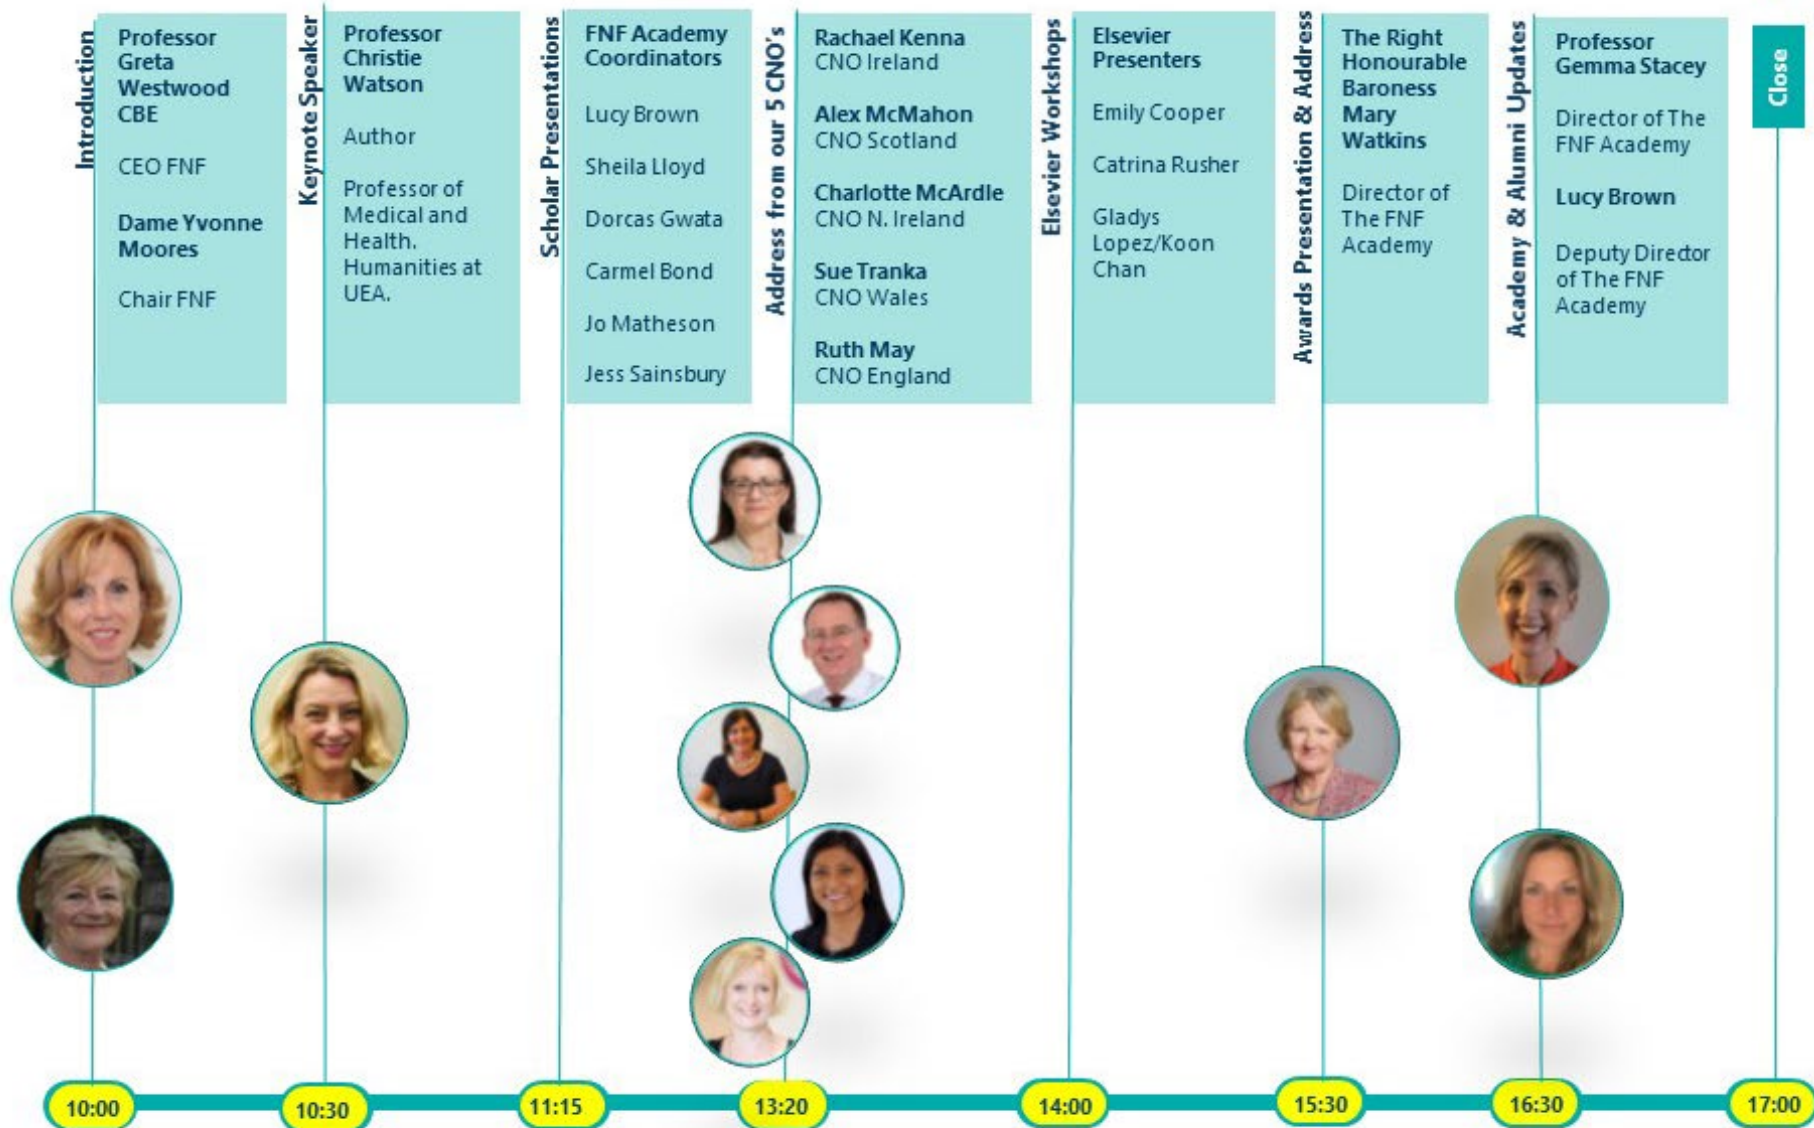 Introduction
Professor
Greta
Westwood
CBE
CEO FNF
Dame Yvonne
Moores
Chair FNF
Keynote Speaker
Professor
Christie
Watson
Author
Professor of
Medical and
Health.
Humanities at
UEA.
Scholar Presentations
FNF Academy
Coordinators
Lucy Brown
Sheila Lloyd
Dorcas Gwata
Carmel Bond
Jo Matheson
Jess Sainsbury
Address from our 5 CNO's
Rachael Kenna
CNO Ireland
Alex McMahon
CNO Scotland
Charlotte McArdle
CNO N. Ireland
Sue Tranka
CNO Wales
Ruth May
CNO England
Elsevier Workshops
Elsevier
Presenters
Emily Cooper
Catrina Rusher
Gladys
Lopez/Koon
Chan
Awards Presentation & Address
The Right
Honourable
Baroness
Mary
Watkins
Director of
The FNF
Academy
Academy & Alumni Updates
Professor
Gemma Stacey
Director of The
FNF Academy
Lucy Brown
Deputy Director
of The FNF
Academy
Close
10:00
10:30
11:15
13:20
14:00
15:30
16:30
17:00